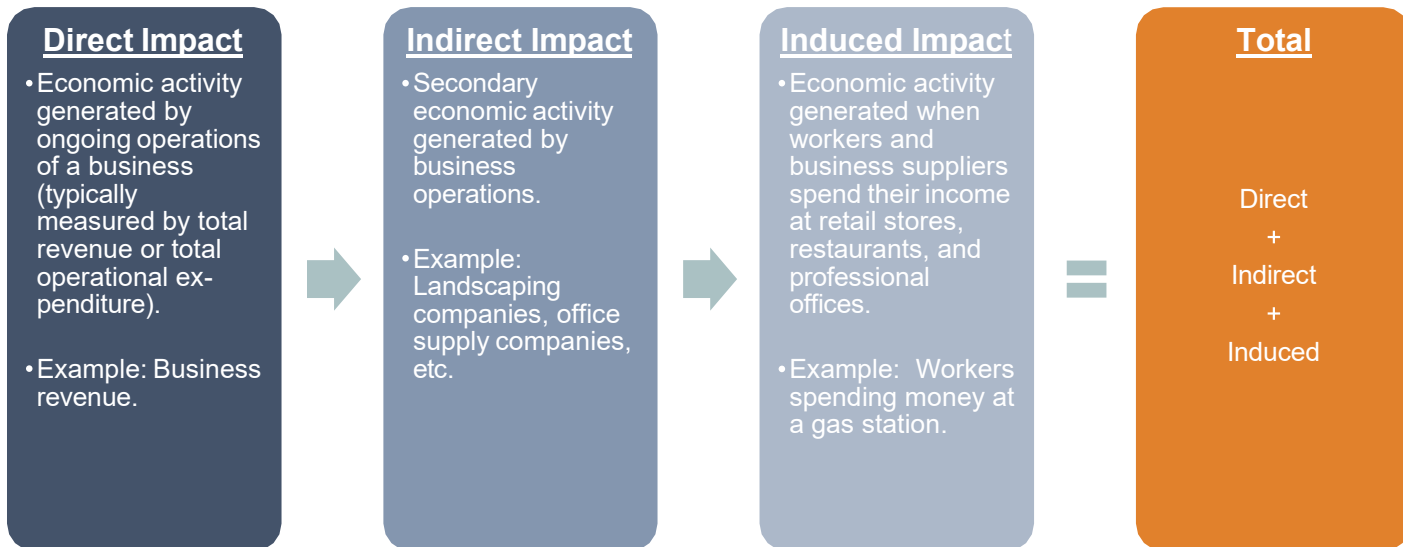 Direct Impact
•Economic activity
generated by
ongoing operations
of a business
(typically
measured by total
revenue or total
operational ex-
penditure).
•Example: Business
revenue.
Indirect Impact
•Secondary
economic activity
generated by
business
operations.
•Example:
Landscaping
companies, office
supply companies,
etc.
Induced Impact
•Economic activity
generated when
workers and
business suppliers
spend their income
at retail stores,
restaurants, and
professional
offices.
•Example: Workers
spending money at
a gas station.
Total
Direct
+
Indirect
+
Induced